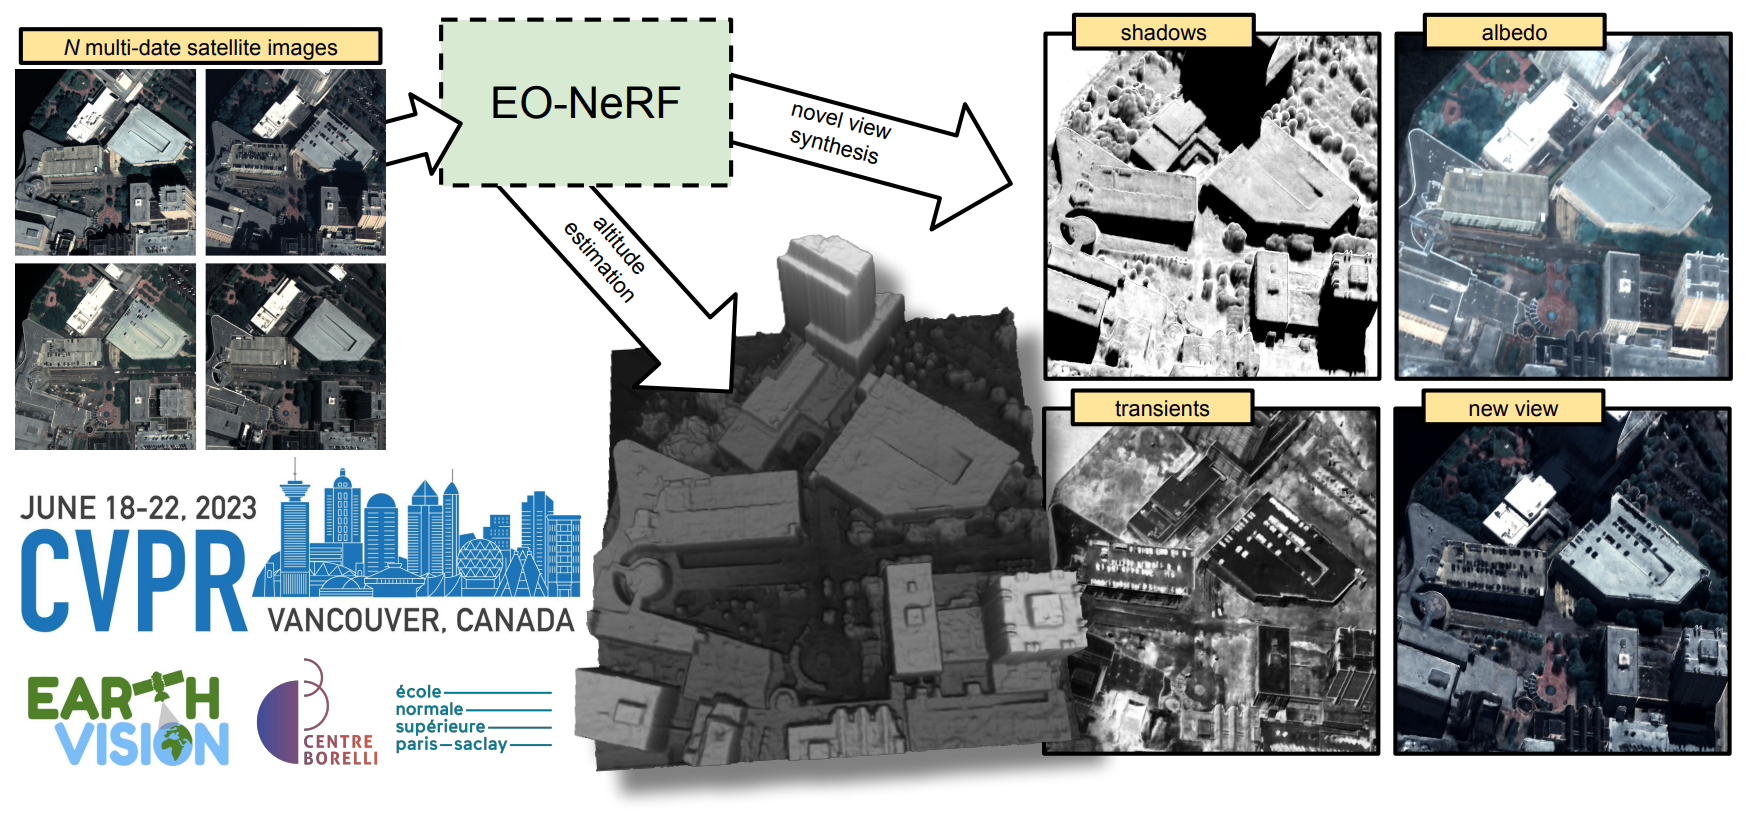 N multi-date satellite images
EO-NeRF
novel view
synthesis
altitude
estimation
shadows
albedo
transients
new view
JUNE 18-22, 2023
CVPR
VANCOUVER, CANADA
EARTH
VISION
CENTRE
BORELLI
école
normale
supérieure
paris–saclay